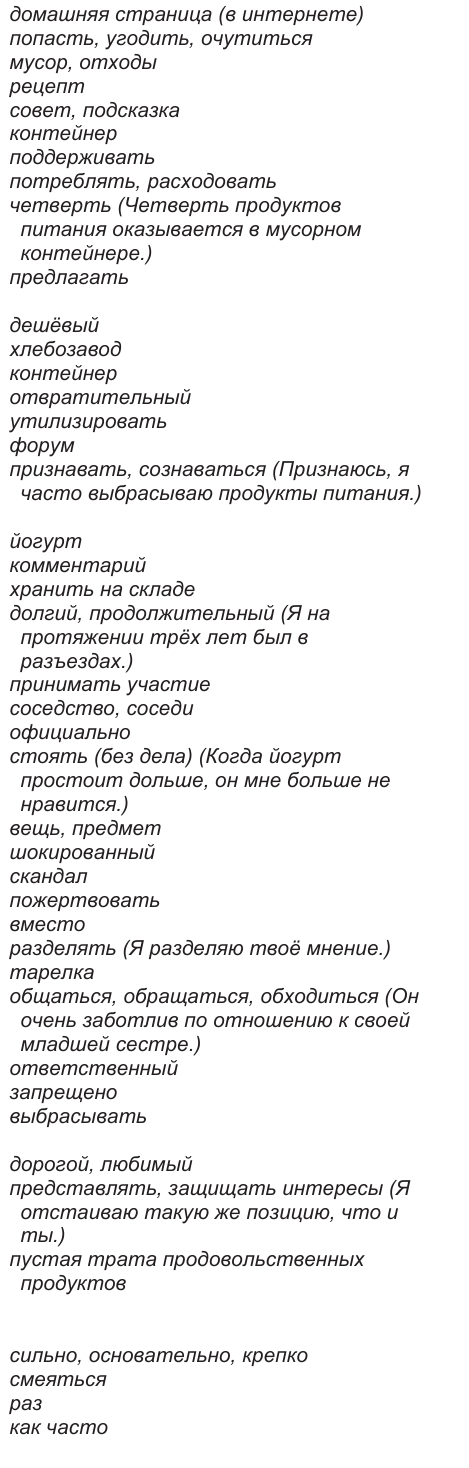 домашняя страница (в интернете)
попасть, угодить, очутиться
мусор, отходы
рецепт
совет, подсказка
контейнер
поддерживать
потреблять, расходовать
четверть (Четверть продуктов
питания оказывается в мусорном
контейнере.)
предлагать
дешёвый
хлебозавод
контейнер
отвратительный
утилизировать
форум
признавать, сознаваться (Признаюсь, я
часто выбрасываю продукты питания.)
йогурт
комментарий
хранить на складе
долгий, продолжительный (Я на
протяжении трёх лет был в
разъездах.)
принимать участие
соседство, соседи
официально
стоять (без дела) (Когда йогурт
простоит дольше, он мне больше не
нравится.)
вещь, предмет
шокированный
скандал
пожертвовать
вместо
разделять (Я разделяю твоё мнение.)
тарелка
общаться, обращаться, обходиться (Он
очень заботлив по отношению к своей
младшей сестре.)
ответственный
запрещено
выбрасывать
дорогой, любимый
представлять, защищать интересы (Я
отстаиваю такую же позицию, что и
ты.)
пустая трата продовольственных
продуктов
сильно, основательно, крепко
смеяться
раз
как часто